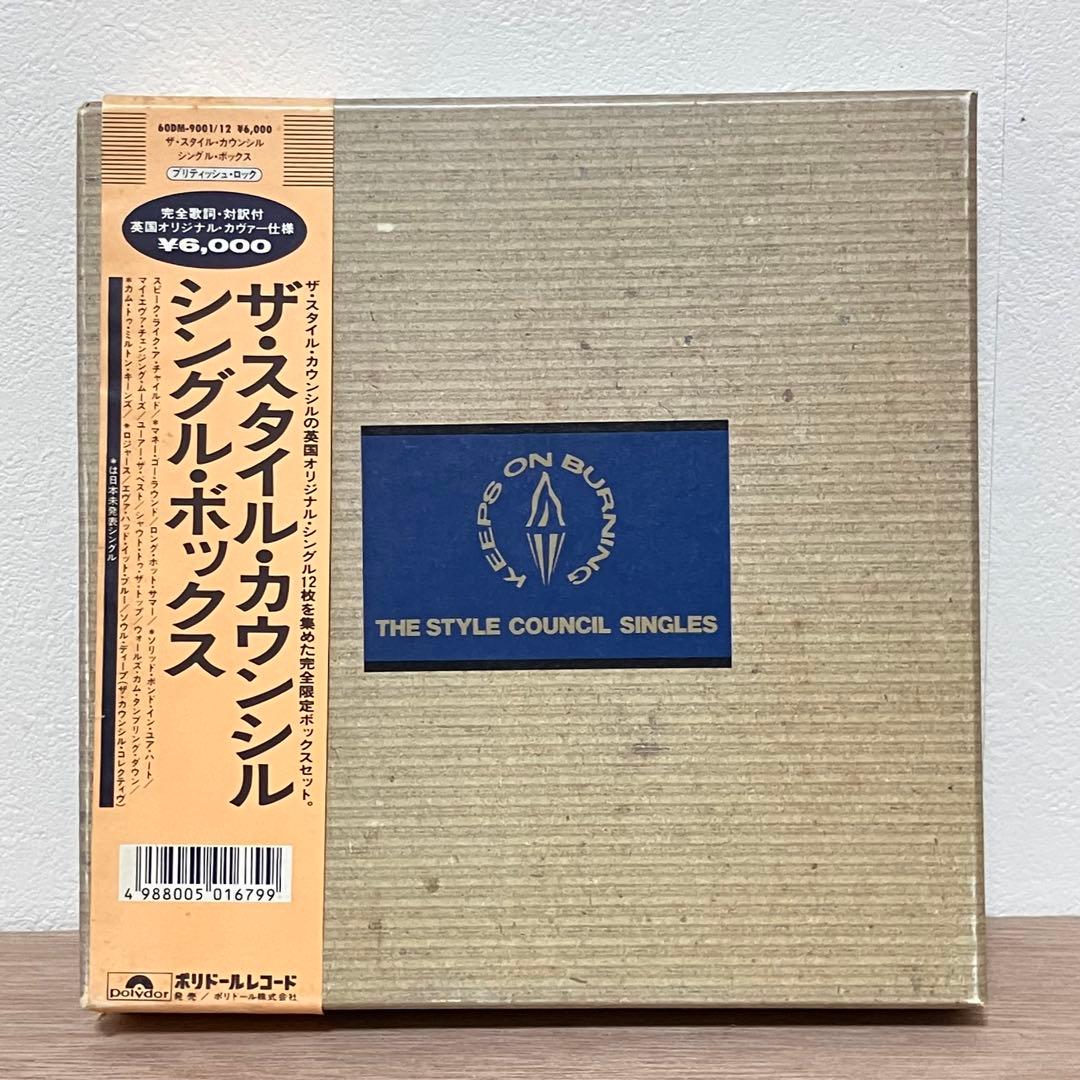 60DM-9001/12 ¥6,000
ザ・スタイル・カウンシル
シングル・ボックス
ブリティッシュ・ロック
完全歌詞・対訳付
英国オリジナル・カヴァー仕様
¥6,000
ザ・スタイル・カウンシルの英国オリジナル・シングル12枚を集めた完全限定ボックスセット。
ザ・スタイル・カウンシル
シングル・ボックス
スピーク・ライク・ア・チャイルド/*マネー・ゴー・ラウンド/ロング・ホット・サマー/*ソリッド・ボンド・イン・ユア・ハート/
マイ・エヴァ・チェンジング・ムーズ/ユーアー・ザ・ベスト/シャウト・トゥ・ザ・トップ/ウォールズ・カム・タンブリング・ダウン/
*カム・トゥ・ミルトン・キーンズ/*ロジャース/エヴァ・ハッド・イット・ブルー/ソウル・ディープ(ザ・カウンシル・コレクティヴ)
*は日本未発表シングル
4 988005 016799
polydor
ポリドールレコード
発売/ポリドール株式会社
KEEPS ON BURNING
THE STYLE COUNCIL SINGLES